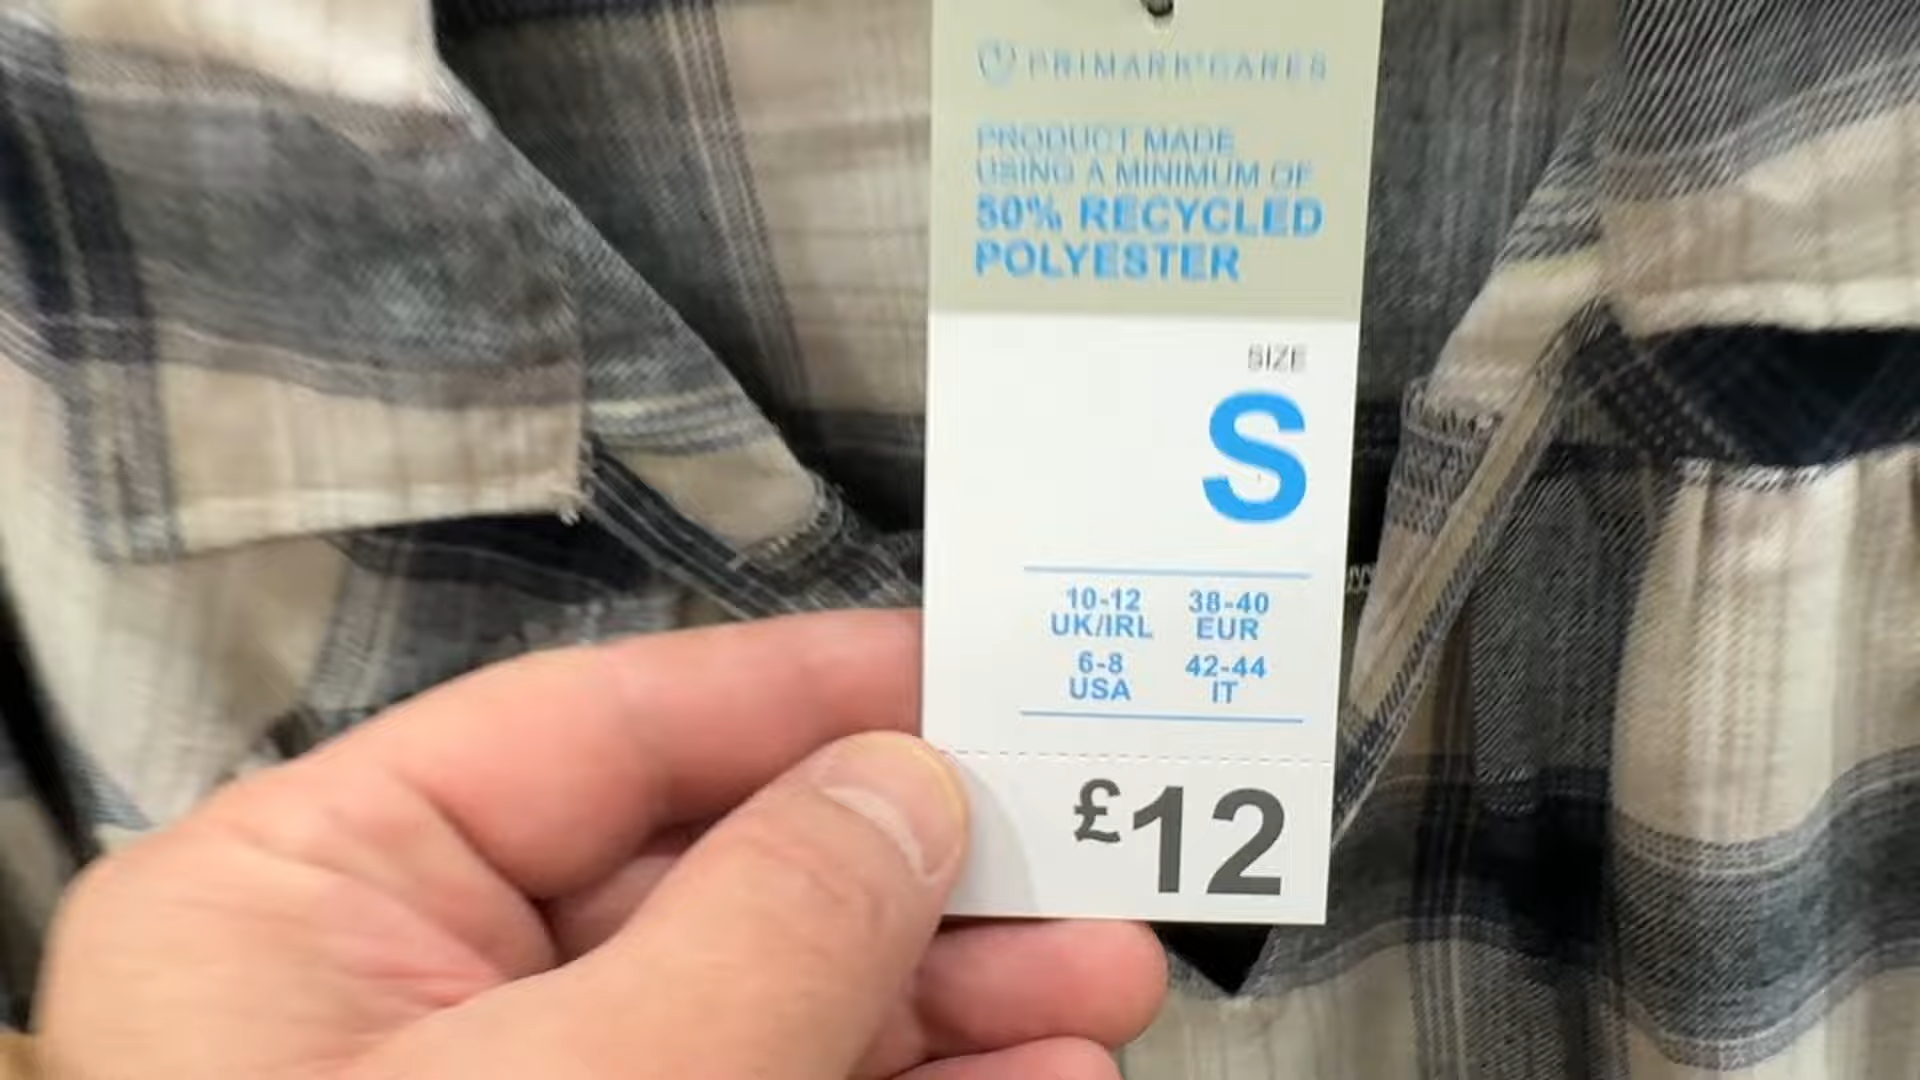 PRIMARK CARES
PRODUCT MADE
USING A MINIMUM OF
50% RECYCLED
POLYESTER
SIZE
S
10-12 38-40
UK/IRL EUR
6-8 42-44
USA IT
£12